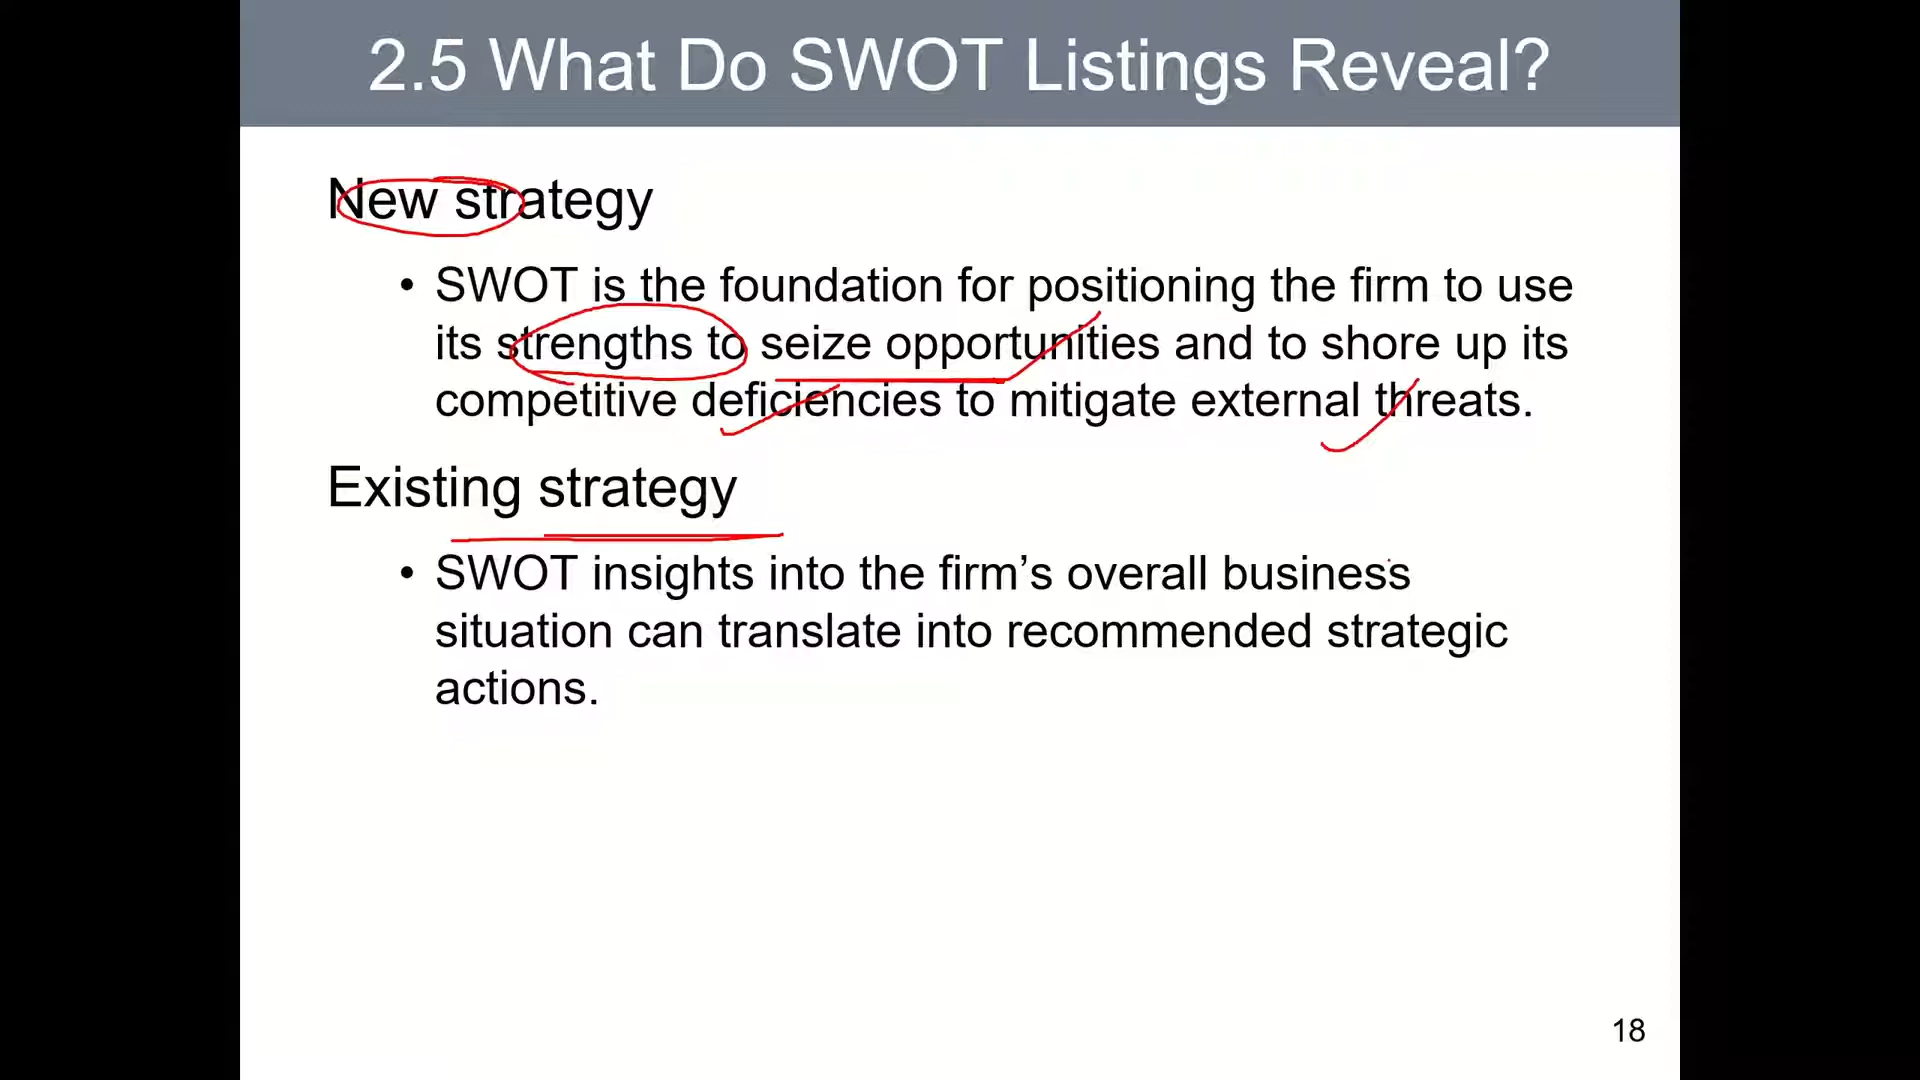 2.5 What Do SWOT Listings Reveal?
New strategy
• SWOT is the foundation for positioning the firm to use
its strengths to seize opportunities and to shore up its
competitive deficiencies to mitigate external threats.
Existing strategy
• SWOT insights into the firm’s overall business
situation can translate into recommended strategic
actions.
18